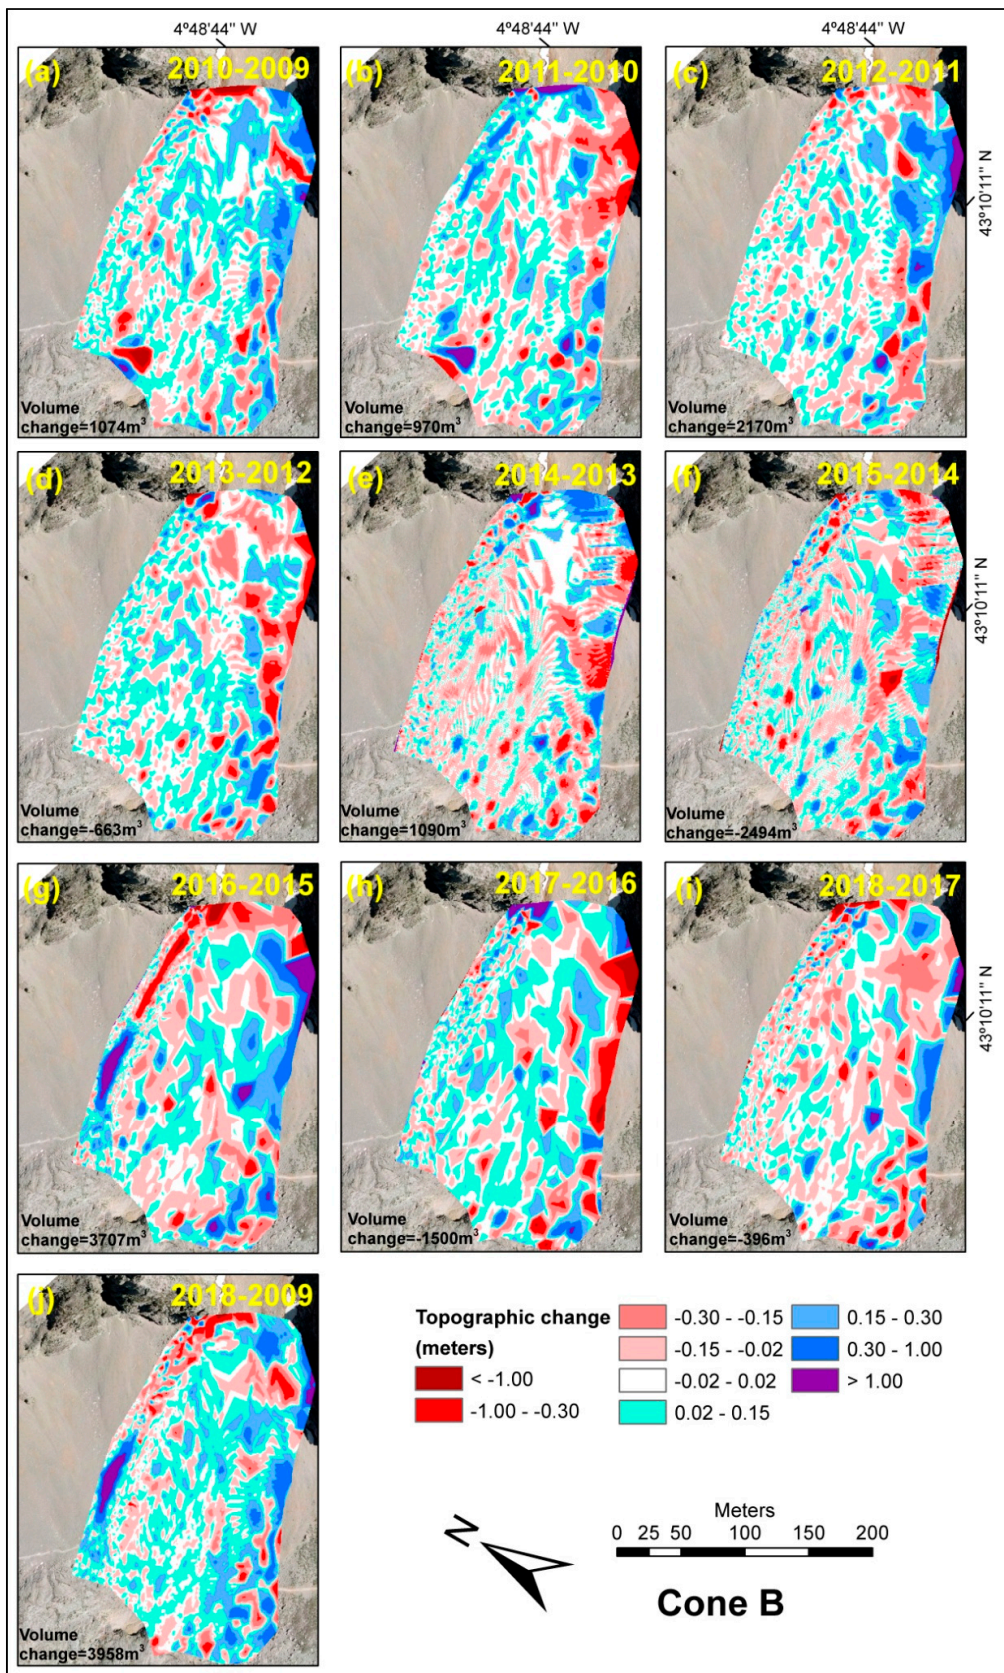 4º48'44'' W
4º48'44'' W
4º48'44'' W
(a)
2010-2009
Volume
change=1074m³
(b)
2011-2010
Volume
change=970m³
(c)
2012-2011
Volume
change=2170m³
43º10'11'' N
(d)
2013-2012
Volume
change=-663m³
(e)
2014-2013
Volume
change=1090m³
(f)
2015-2014
Volume
change=-2494m³
43º10'11'' N
(g)
2016-2015
Volume
change=3707m³
(h)
2017-2016
Volume
change=-1500m³
(i)
2018-2017
Volume
change=-396m³
43º10'11'' N
(j)
2018-2009
Volume
change=3958m³
Topographic change
(meters)
< -1.00
-1.00 - -0.30
-0.30 - -0.15
-0.15 - -0.02
-0.02 - 0.02
0.02 - 0.15
0.15 - 0.30
0.30 - 1.00
> 1.00
N
Meters
0 25 50 100 150 200
Cone B